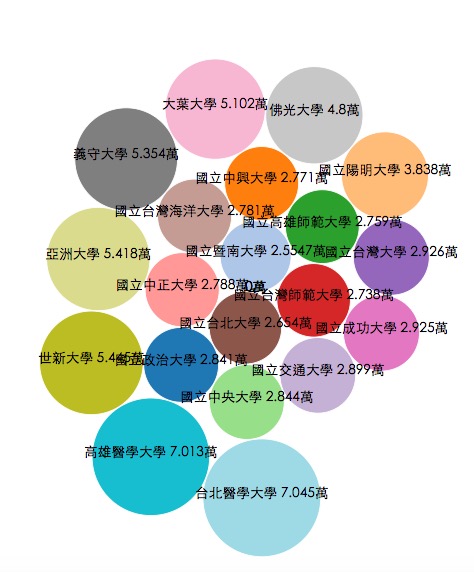 大葉大學 5.102萬
佛光大學 4.8萬
義守大學 5.354萬
國立陽明大學 3.838萬
國立中興大學 2.771萬
國立台灣海洋大學 2.781萬
國立高雄師範大學 2.759萬
亞洲大學 5.418萬
國立暨南大學 2.5547萬
國立台灣大學 2.926萬
國立中正大學 2.788萬
國立台灣師範大學 2.738萬
國立台北大學 2.654萬
國立成功大學 2.925萬
世新大學 5.445萬
國立政治大學 2.841萬
國立交通大學 2.899萬
國立中央大學 2.844萬
高雄醫學大學 7.013萬
台北醫學大學 7.045萬